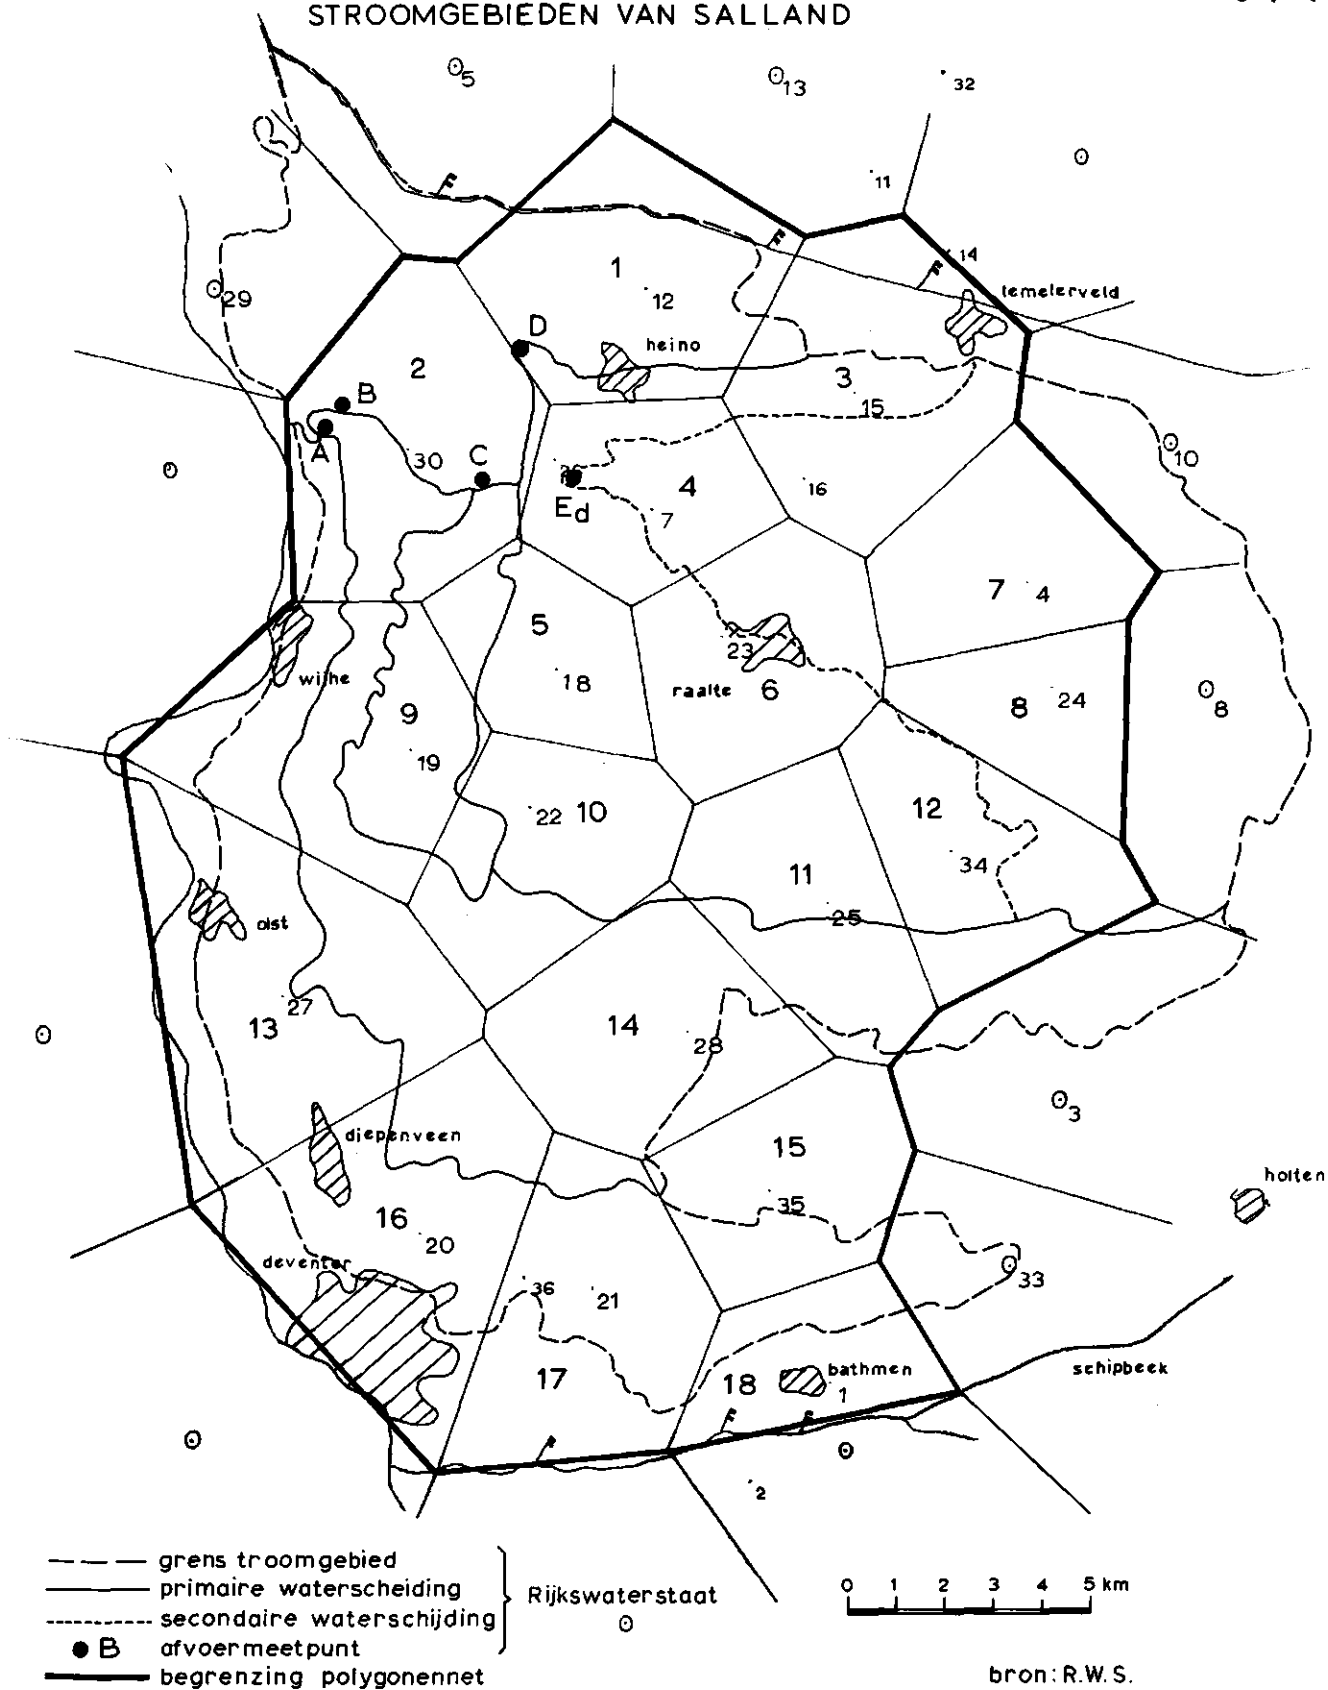 STROOMGEBIEDEN VAN SALLAND
5
13
32
11
14
lemelerveld
1
12
29
D
heino
2
3
15
B
A
30
C
10
4
16
Ed
7
7
4
5
23
wijhe
18
raalte
6
8
24
8
9
19
22
10
12
11
34
olst
25
27
13
14
28
3
diepenveen
15
holten
35
16
20
deventer
33
36
21
17
18
bathmen
1
schipbeek
2
grens troomgebied
primaire waterscheiding
secondaire waterschijding
Rijkswaterstaat
B afvoermeetpunt
begrenzing polygonennet
0 1 2 3 4 5 km
bron: R.W.S.